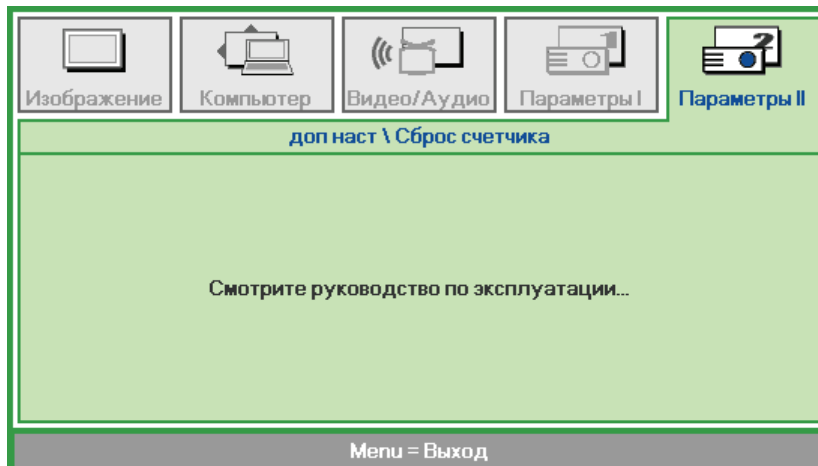 Изображение Компьютер Видео/Аудио Параметры I Параметры II
доп наст \ Сброс счетчика
Смотрите руководство по эксплуатации...
Menu = Выход